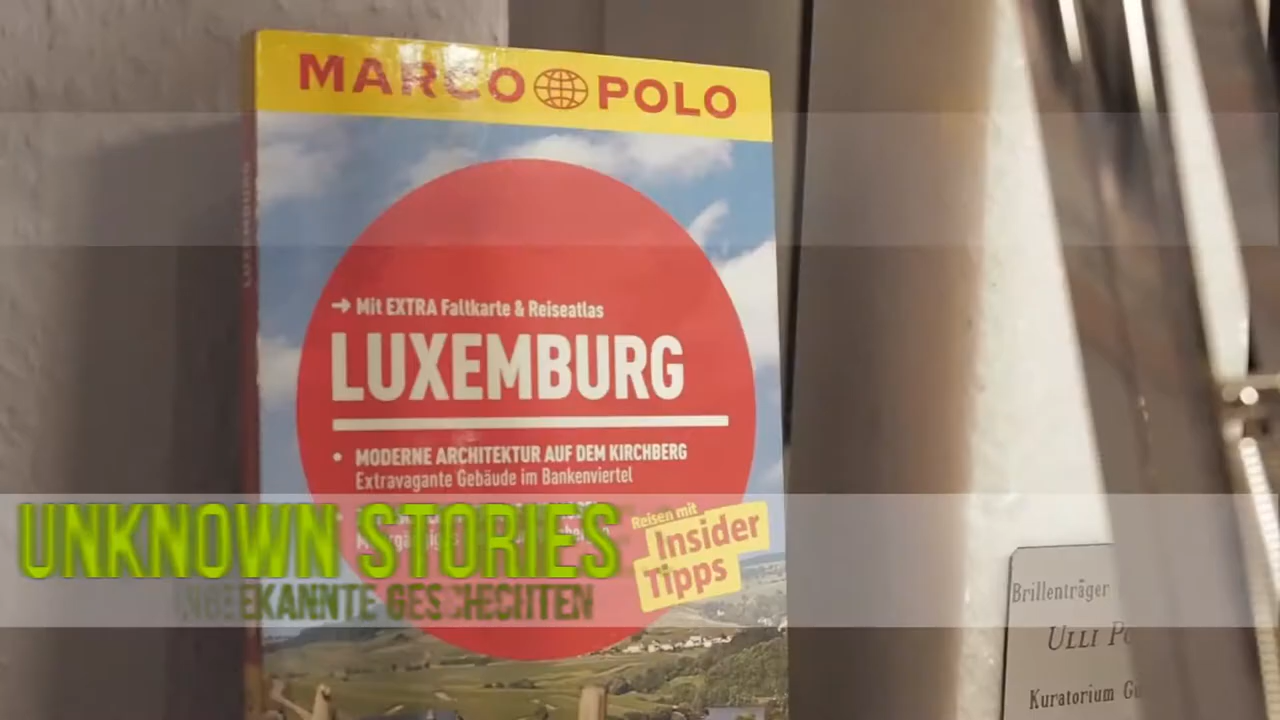 MARCO POLO
LUXEMBURG
→ Mit EXTRA Faltkarte & Reiseatlas
LUXEMBURG
• MODERNE ARCHITEKTUR AUF DEM KIRCHBERG
Extravagante Gebäude im Bankenviertel
Reisen mit
Insider
Tipps
UNKNOWN STORIES
Brillenträger
ULLI
Kuratorium